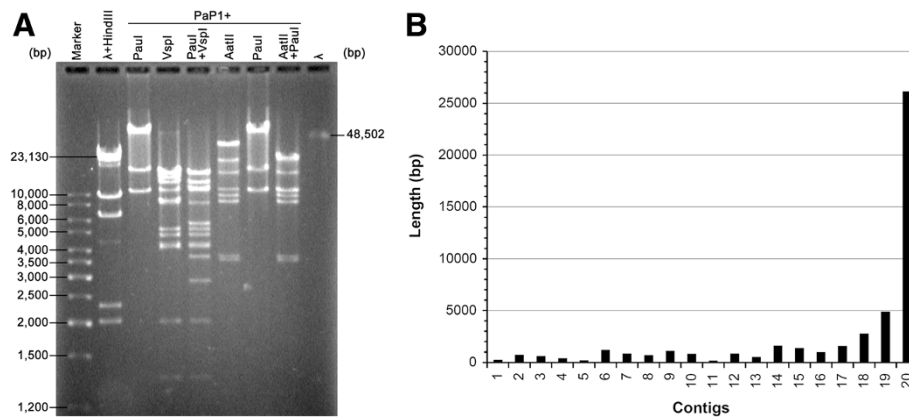 A
PaP1+
(bp)
Marker
λ+HindIII
PauI
VspI
PauI
+VspI
AatII
PauI
AatII
+PauI
λ
(bp)
48,502
23,130
10,000
8,000
6,000
5,000
4,000
3,500
3,000
2,500
2,000
1,500
1,200
B
30000
25000
20000
15000
10000
5000
0
Length (bp)
1 2 3 4 5 6 7 8 9 10 11 12 13 14 15 16 17 18 19 20
Contigs